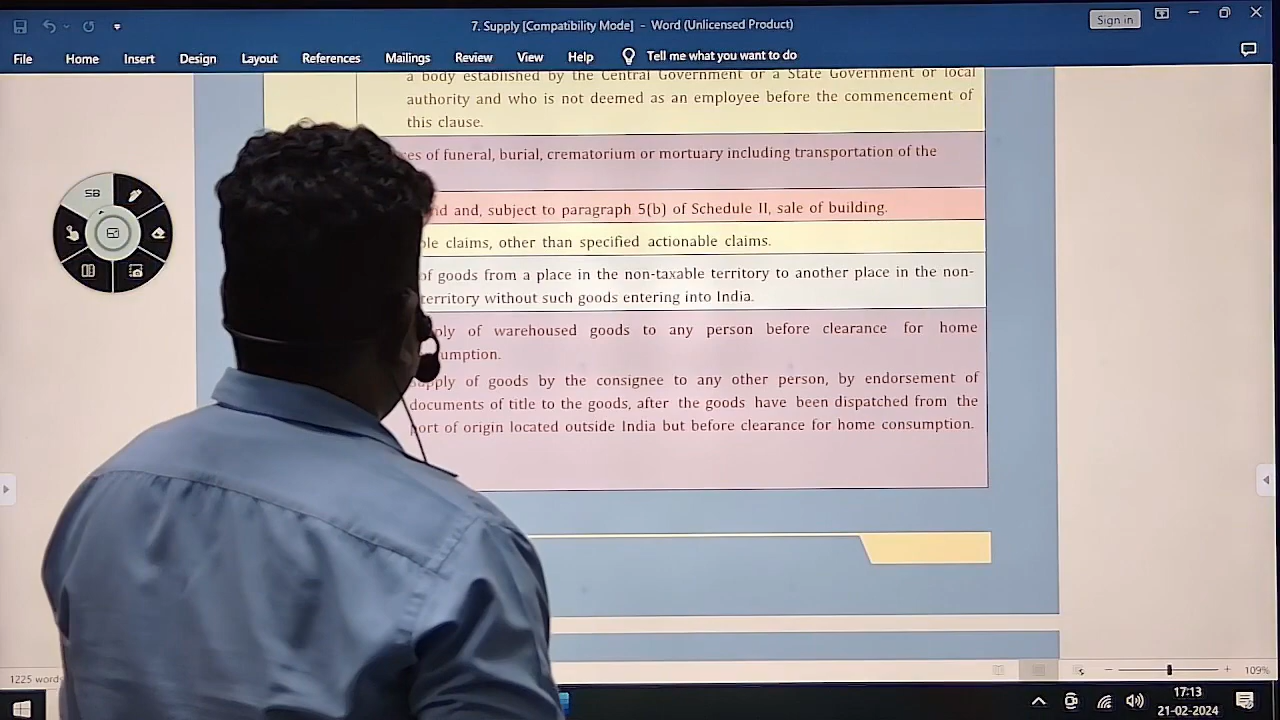 7. Supply [Compatibility Mode] - Word (Unlicensed Product)
Sign in
File Home Insert Design Layout References Mailings Review View Help Tell me what you want to do
a body established by the Central Government or a State Government or local
authority and who is not deemed as an employee before the commencement of
this clause.
of funeral, burial, crematorium or mortuary including transportation of the
and, subject to paragraph 5(b) of Schedule II, sale of building.
claims, other than specified actionable claims.
of goods from a place in the non-taxable territory to another place in the non-
territory without such goods entering into India.
of warehoused goods to any person before clearance for home
supply of goods by the consignee to any other person, by endorsement of
documents of title to the goods, after the goods have been dispatched from the
port of origin located outside India but before clearance for home consumption.
SB
1225 words
109%
17:13
21-02-2024